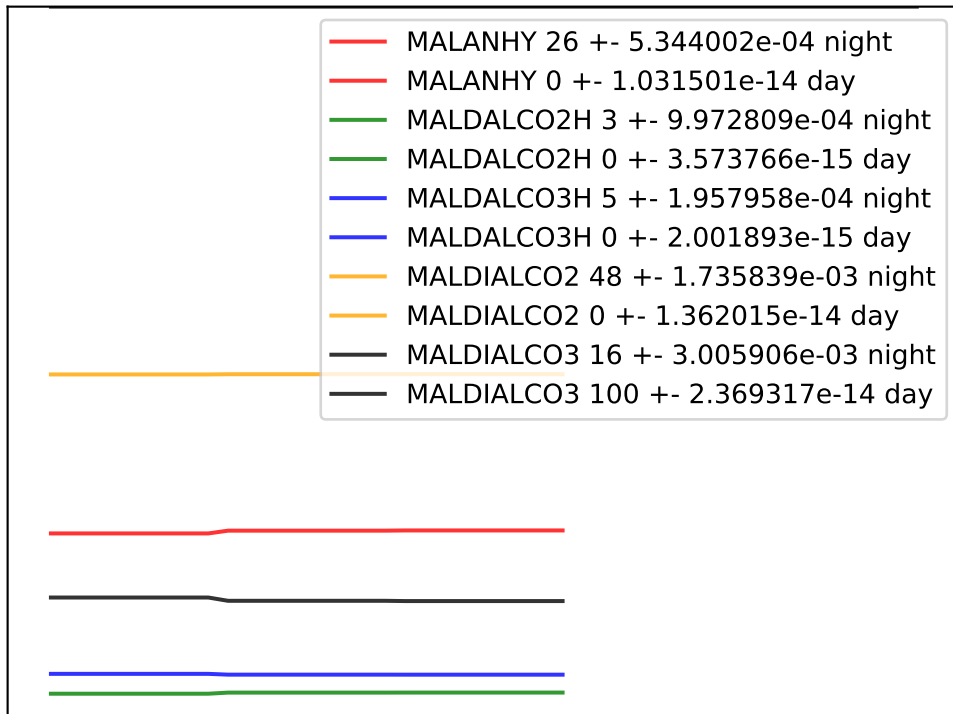 MALANHY 26 +- 5.344002e-04 night
MALANHY 0 +- 1.031501e-14 day
MALDALCO2H 3 +- 9.972809e-04 night
MALDALCO2H 0 +- 3.573766e-15 day
MALDALCO3H 5 +- 1.957958e-04 night
MALDALCO3H 0 +- 2.001893e-15 day
MALDIALCO2 48 +- 1.735839e-03 night
MALDIALCO2 0 +- 1.362015e-14 day
MALDIALCO3 16 +- 3.005906e-03 night
MALDIALCO3 100 +- 2.369317e-14 day